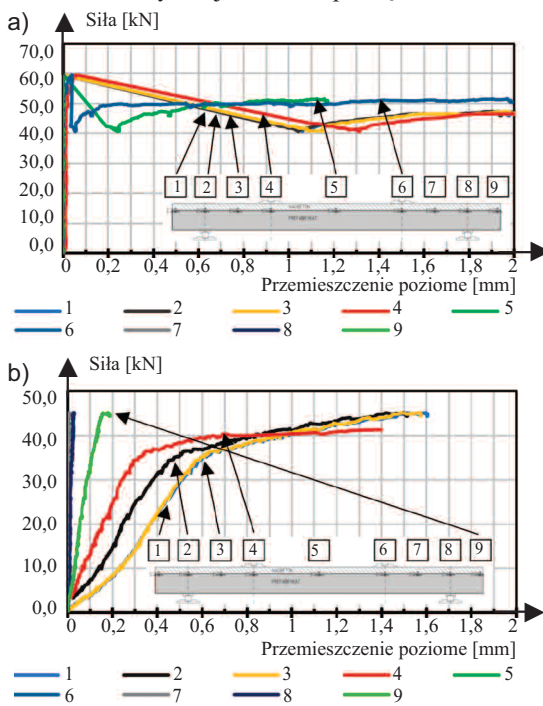 a)
Siła [kN]
70,0
60,0
50,0
40,0
30,0
20,0
10,0
0,0
1 2 3 4 5 6 7 8 9
NADBETON
PREFABRYKAT
0 0,2 0,4 0,6 0,8 1 1,2 1,4 1,6 1,8 2
Przemieszczenie poziome [mm]
1 2 3 4 5
6 7 8 9
b)
Siła [kN]
50,0
40,0
30,0
20,0
10,0
0,0
1 2 3 4 5 6 7 8 9
NADBETON
PREFABRYKAT
0 0,2 0,4 0,6 0,8 1 1,2 1,4 1,6 1,8 2
Przemieszczenie poziome [mm]
1 2 3 4 5
6 7 8 9